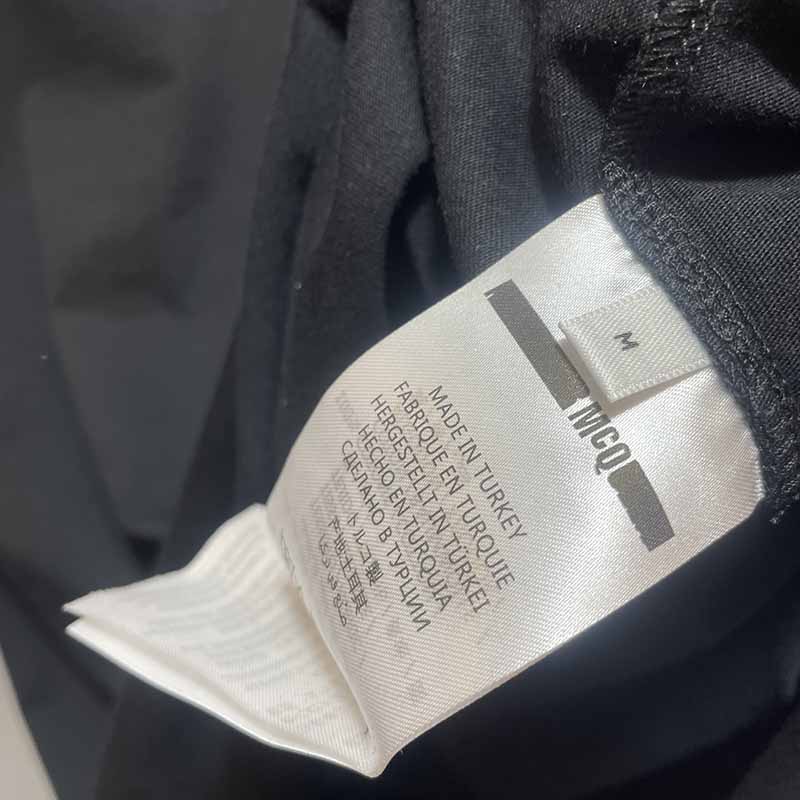 M
MCQ
MADE IN TURKEY
FABRIQUE EN TURQUIE
HERGESTELLT IN TÜRKEI
HECHO EN TURQUIA
СДЕЛАНО В ТУРЦИИ
トルコ製
产地土耳其